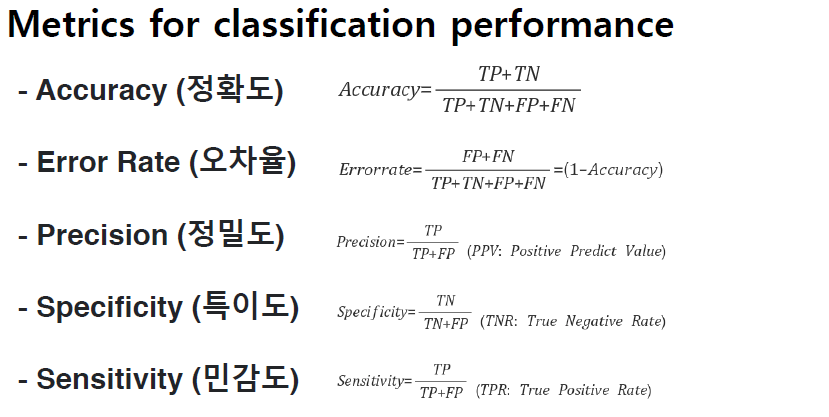 Metrics for classification performance
- Accuracy (정확도) Accuracy=TP+TN/TP+TN+FP+FN
- Error Rate (오차율) Errorrate=FP+FN/TP+TN+FP+FN=(1–Accuracy)
- Precision (정밀도) Precision=TP/TP+FP (PPV: Positive Predict Value)
- Specificity (특이도) Specificity=TN/TN+FP (TNR: True Negative Rate)
- Sensitivity (민감도) Sensitivity=TP/TP+FP (TPR: True Positive Rate)